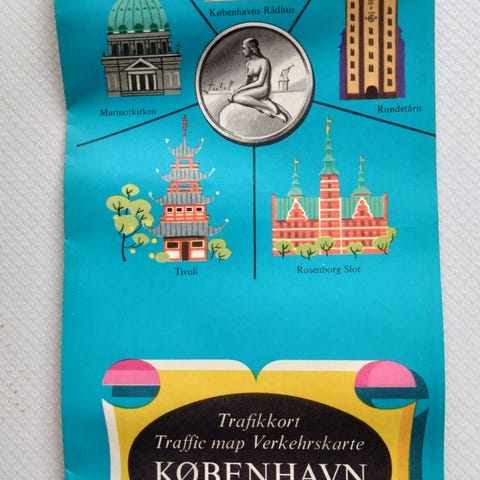 Københavns Rådhus
Marmorkirken
Rundetårn
Tivoli
Rosenborg Slot
Trafikkort
Traffic map Verkehrskarte
KØBENHAVN